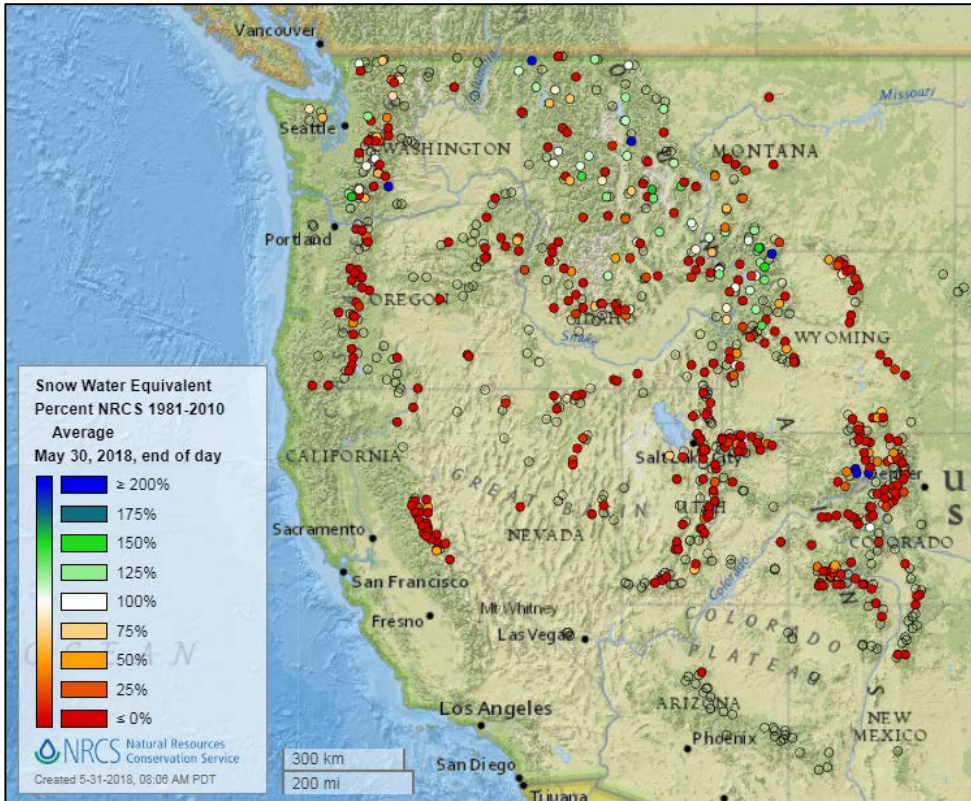 Vancouver
Seattle
WASHINGTON
Missouri
MONTANA
Portland
OREGON
IDAHO
Snake
WYOMING
Snow Water Equivalent
Percent NRCS 1981-2010
Average
May 30, 2018, end of day
≥ 200%
175%
150%
125%
100%
75%
50%
25%
≤ 0%
NRCS Natural Resources
Conservation Service
Created 5-31-2018, 08:06 AM PDT
CALIFORNIA
Salt Lake City
GREAT
BASIN
UTAH
U
S
Sacramento
NEVADA
COLORADO
San Francisco
Colorado
Mt Whitney
Fresno
Las Vegas
COLORADO
PLATEAU
ARIZONA
Los Angeles
NEW
MEXICO
Phoenix
300 km
200 mi
San Diego
Tijuana